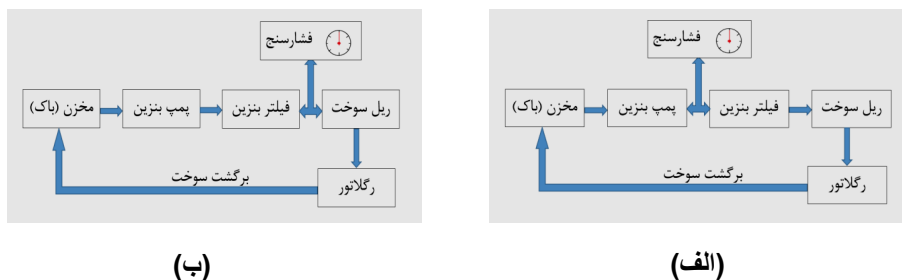 فشارسنج
مخزن (باک) پمپ بنزین فیلتر بنزین ریل سوخت
برگشت سوخت
رگلاتور
(الف)
فشارسنج
مخزن (باک) پمپ بنزین فیلتر بنزین ریل سوخت
برگشت سوخت
رگلاتور
(ب)